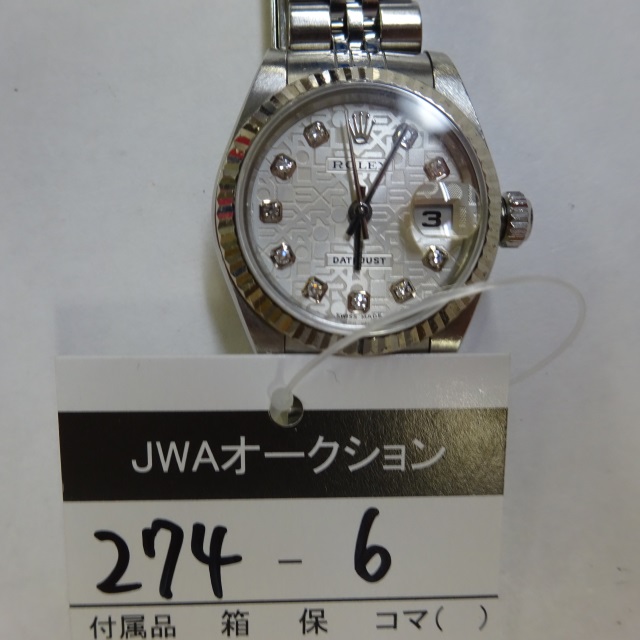 ROLEX
3
DATEJUST
SWISS MADE
JWAオークション
274 - 6
付属品 箱 保 コマ( )